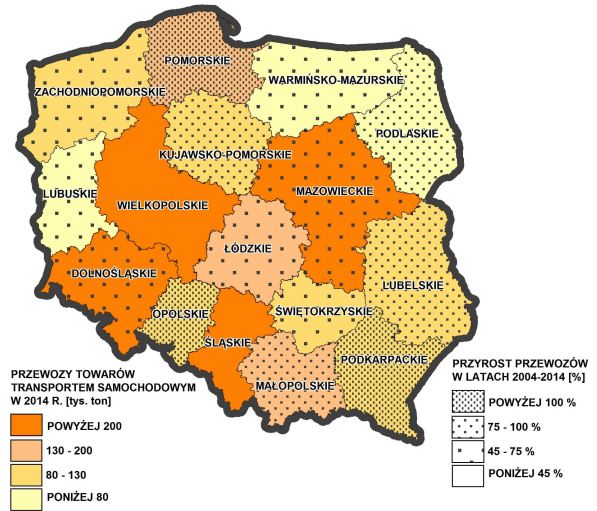 POMORSKIE
WARMIŃSKO-MAZURSKIE
ZACHODNIOPOMORSKIE
PODLASKIE
KUJAWSKO-POMORSKIE
LUBUSKIE
MAZOWIECKIE
WIELKOPOLSKIE
ŁÓDZKIE
DOLNOŚLĄSKIE
LUBELSKIE
OPOLSKIE
ŚWIĘTOKRZYSKIE
ŚLĄSKIE
PODKARPACKIE
MAŁOPOLSKIE
PRZEWOZY TOWARÓW
TRANSPORTEM SAMOCHODOWYM
W 2014 R. [tys. ton]
POWYŻEJ 200
130 - 200
80 - 130
PONIŻEJ 80
PRZYROST PRZEWOZÓW
W LATACH 2004-2014 [%]
POWYŻEJ 100 %
75 - 100 %
45 - 75 %
PONIŻEJ 45 %